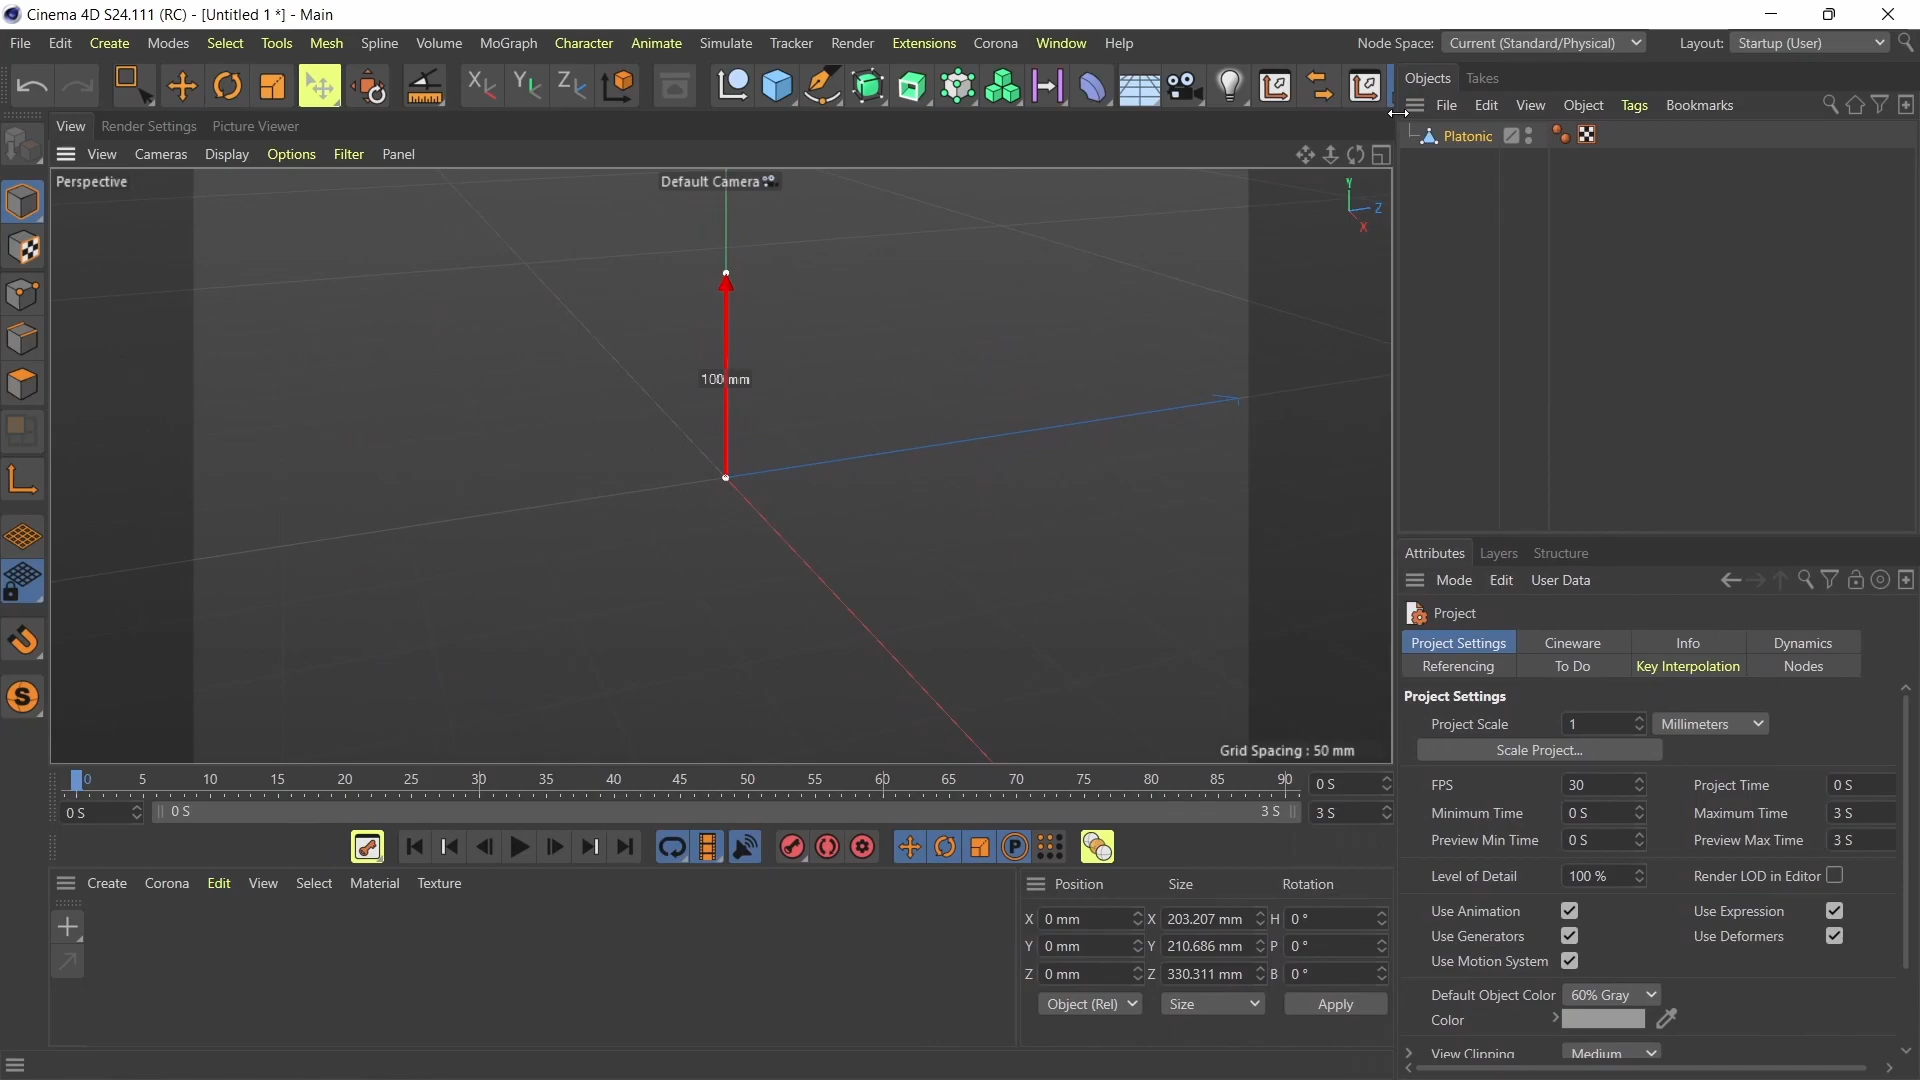 Cinema 4D S24.111 (RC) - [Untitled 1 *] - Main
File Edit Create Modes Select Tools Mesh Spline Volume MoGraph Character Animate Simulate Tracker Render Extensions Corona Window Help Node Space: Current (Standard/Physical) Layout: Startup (User)
X Y Z
Objects Takes
File Edit View Object Tags Bookmarks
View Render Settings Picture Viewer
Platonic
View Cameras Display Options Filter Panel
Perspective Default Camera
Y
Z
X
100 mm
Grid Spacing : 50 mm
S
Attributes Layers Structure
Mode Edit User Data
Project
Project Settings Cineware Info Dynamics
Referencing To Do Key Interpolation Nodes
Project Settings
Project Scale 1 Millimeters
Scale Project...
FPS 30 Project Time 0 S
Minimum Time 0 S Maximum Time 3 S
Preview Min Time 0 S Preview Max Time 3 S
Level of Detail 100 % Render LOD in Editor
Use Animation Use Expression
Use Generators Use Deformers
Use Motion System
Default Object Color 60% Gray
Color
View Clipping Medium
0 5 10 15 20 25 30 35 40 45 50 55 60 65 70 75 80 85 90 0 S
0 S 0 S 3 S 3 S
P
Create Corona Edit View Select Material Texture
Position Size Rotation
X 0 mm X 203.207 mm H 0 °
Y 0 mm Y 210.686 mm P 0 °
Z 0 mm Z 330.311 mm B 0 °
Object (Rel) Size Apply